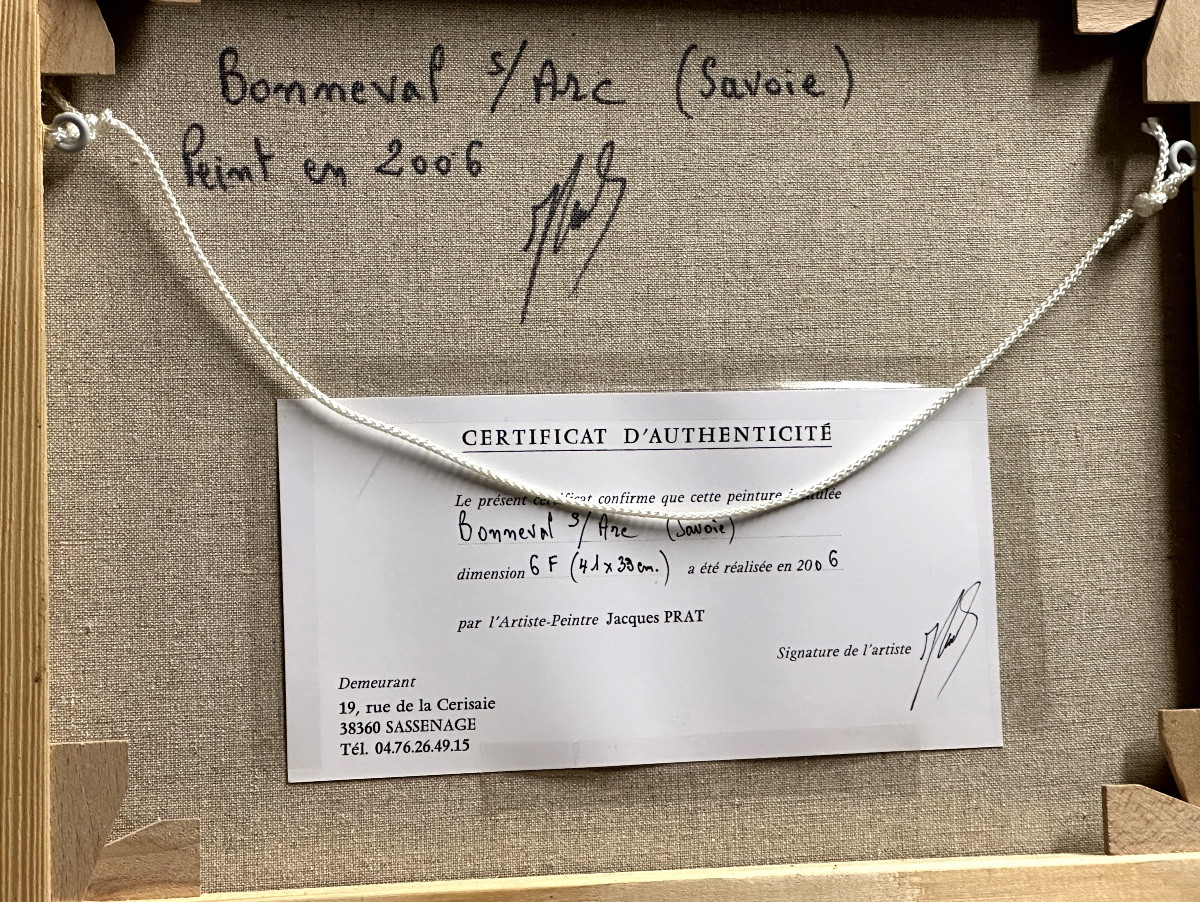 Bonneval s/ Arc (Savoie)
Peint en 2006
CERTIFICAT D'AUTHENTICITÉ
Le présent certificat confirme que cette peinture intitulée
Bonneval s/ Arc (Savoie)
dimension 6 F (41 x 33 cm.) a été réalisée en 2006
par l'Artiste-Peintre Jacques PRAT
Signature de l'artiste
Demeurant
19, rue de la Cerisaie
38360 SASSENAGE
Tél. 04.76.26.49.15